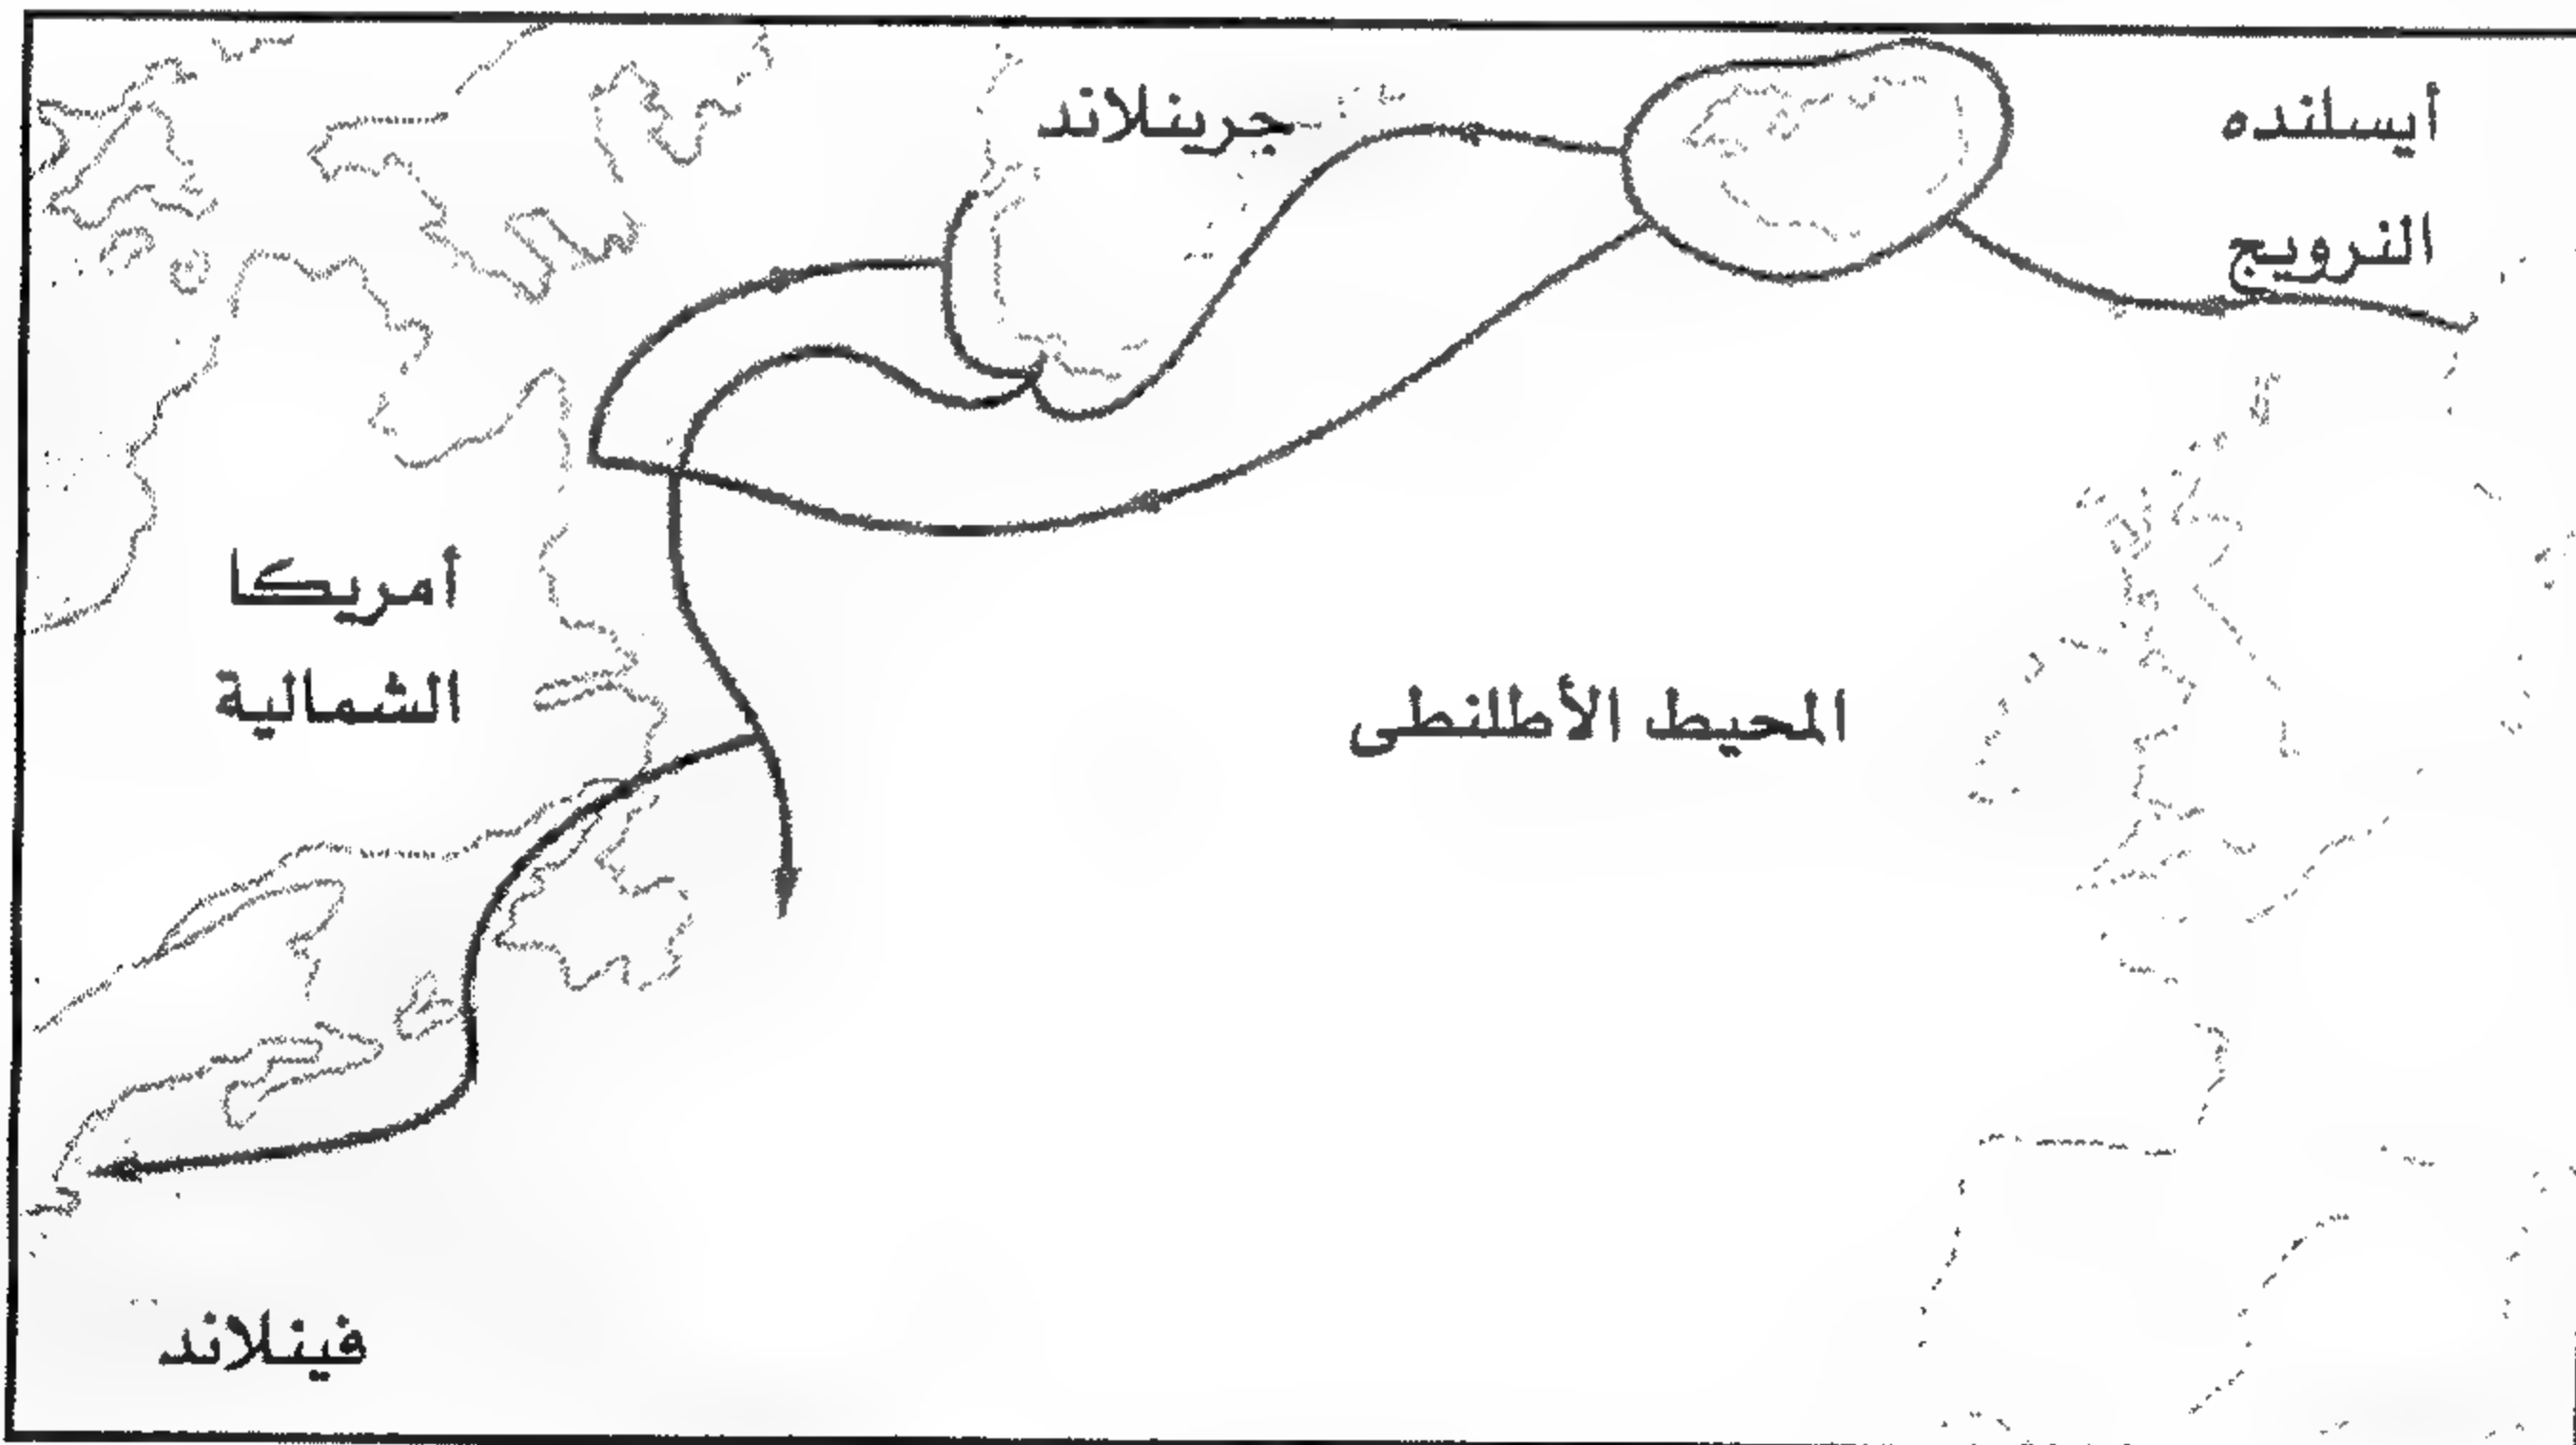 أيسلنده
جرينلاند
النرويج
أمريكا
الشمالية
المحيط الأطلنطى
فينلاند